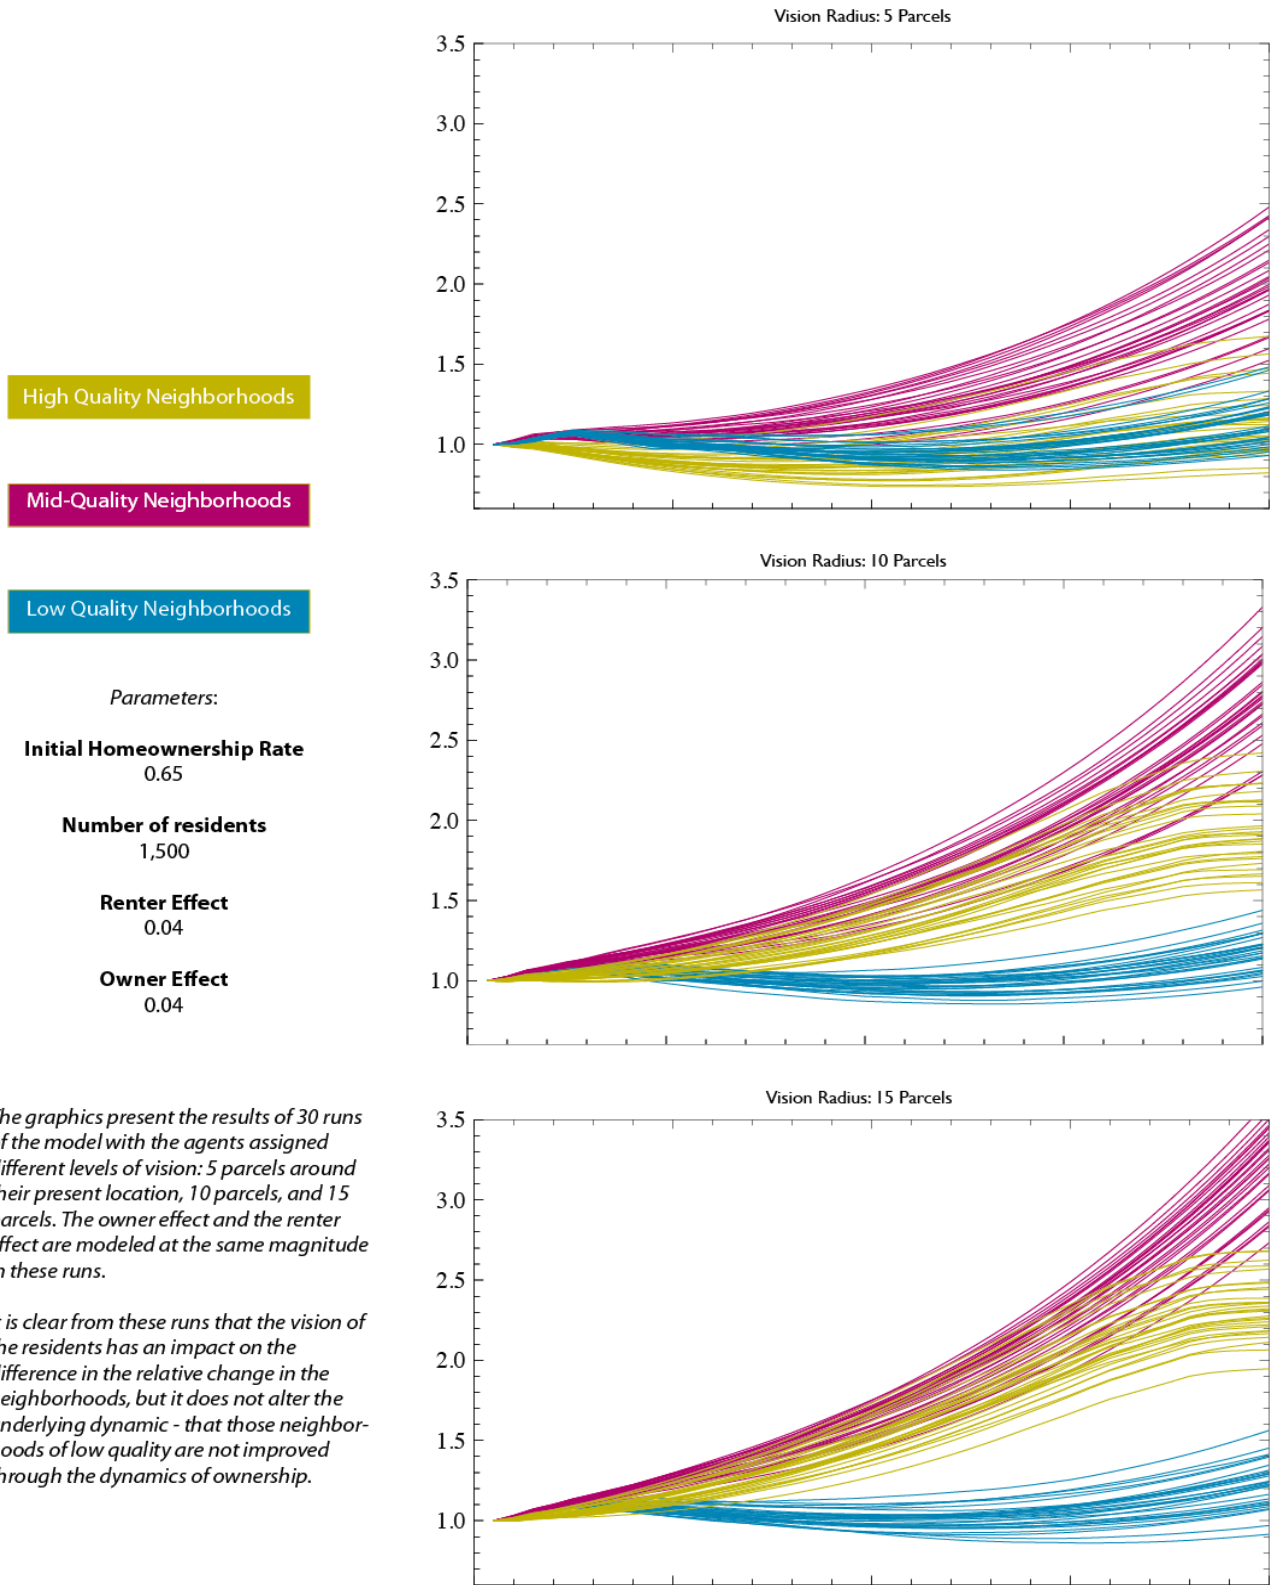 High Quality Neighborhoods
Mid-Quality Neighborhoods
Low Quality Neighborhoods
Parameters:
Initial Homeownership Rate
0.65
Number of residents
1,500
Renter Effect
0.04
Owner Effect
0.04
he graphics present the results of 30 runs
f the model with the agents assigned
ifferent levels of vision: 5 parcels around
heir present location, 10 parcels, and 15
arcels. The owner effect and the renter
ffect are modeled at the same magnitude
n these runs.
t is clear from these runs that the vision of
he residents has an impact on the
ifference in the relative change in the
eighborhoods, but it does not alter the
nderlying dynamic - that those neighbor-
oods of low quality are not improved
hrough the dynamics of ownership.
Vision Radius: 5 Parcels
3.5
3.0
2.5
2.0
1.5
1.0
Vision Radius: 10 Parcels
3.5
3.0
2.5
2.0
1.5
1.0
Vision Radius: 15 Parcels
3.5
3.0
2.5
2.0
1.5
1.0